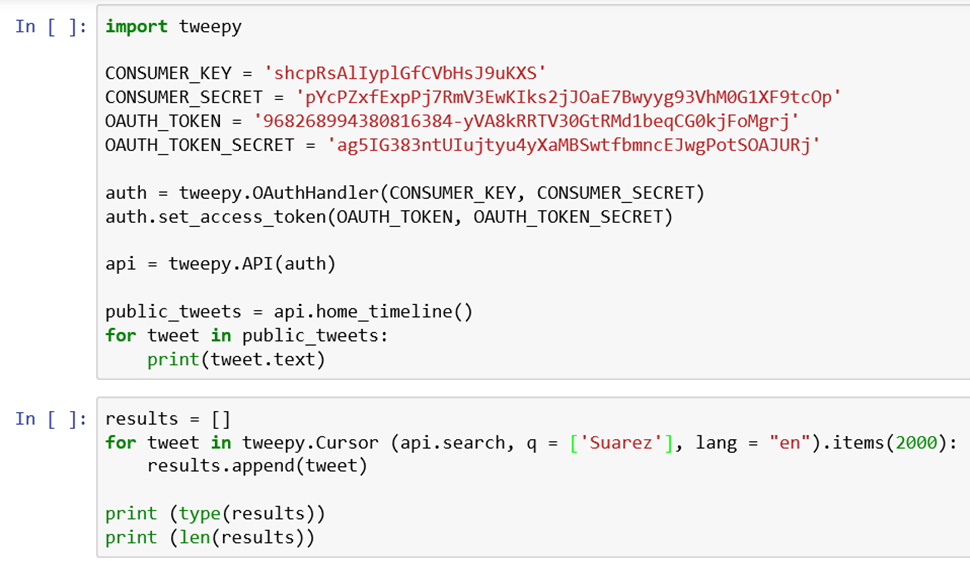 In [ ]: import tweepy
CONSUMER_KEY = 'shcpRsAlIyplGfCVbHsJ9uKXS'
CONSUMER_SECRET = 'pYcPZxfExpPj7RmV3EwKIks2jJOaE7Bwyyg93VhM0G1XF9tcOp'
OAUTH_TOKEN = '968268994380816384-yVA8kRRTV30GtRMd1beqCG0kjFoMgrj'
OAUTH_TOKEN_SECRET = 'ag5IG383ntUIujtyu4yXaMBSwtfbmncEJwgPotSOAJURj'
auth = tweepy.OAuthHandler(CONSUMER_KEY, CONSUMER_SECRET)
auth.set_access_token(OAUTH_TOKEN, OAUTH_TOKEN_SECRET)
api = tweepy.API(auth)
public_tweets = api.home_timeline()
for tweet in public_tweets:
    print(tweet.text)
In [ ]: results = []
for tweet in tweepy.Cursor (api.search, q = ['Suarez'], lang = "en").items(2000):
    results.append(tweet)
print (type(results))
print (len(results))